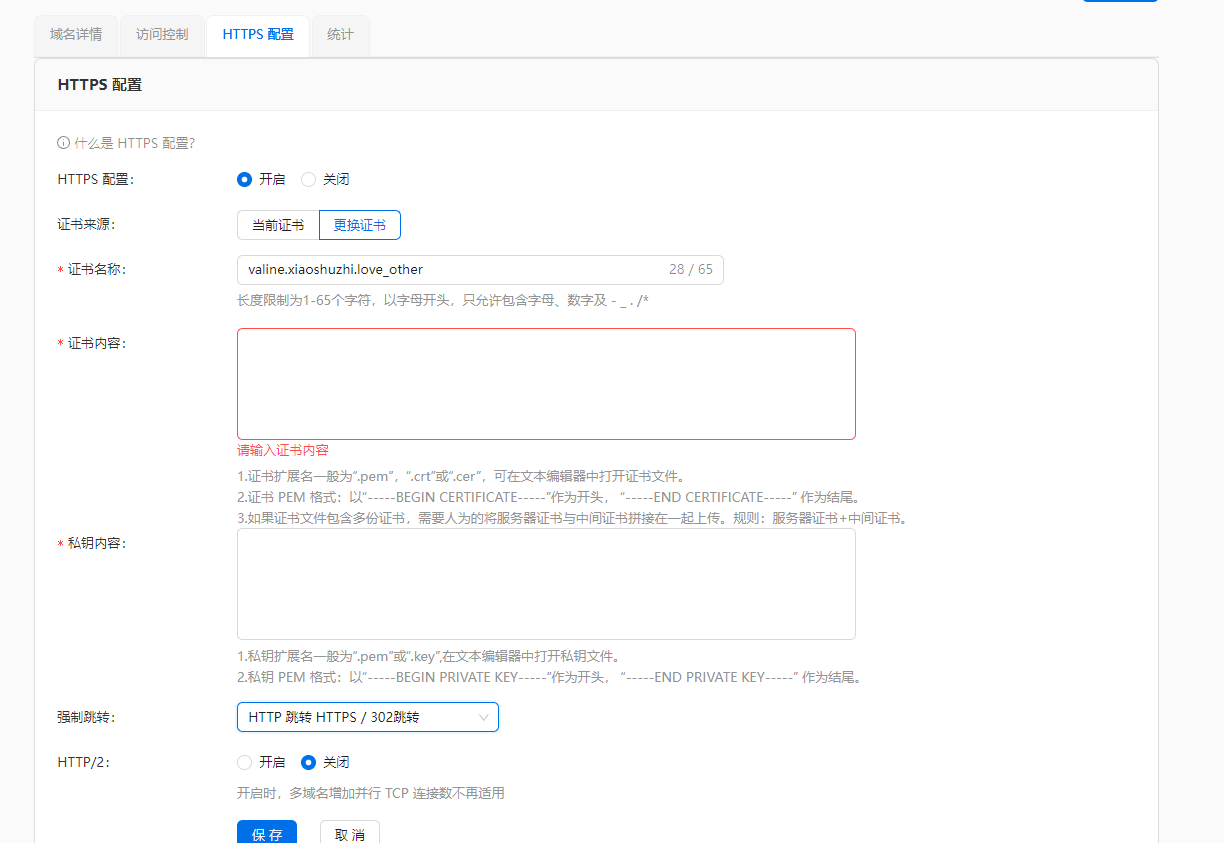 域名详情 访问控制 HTTPS 配置 统计
HTTPS 配置
什么是 HTTPS 配置?
HTTPS 配置: 开启 关闭
证书来源: 当前证书 更换证书
* 证书名称: valine.xiaoshuzhi.love_other 28 / 65
长度限制为1-65个字符，以字母开头，只允许包含字母、数字及 - _ . /*
* 证书内容:
请输入证书内容
1.证书扩展名一般为“.pem”，“.crt”或“.cer”，可在文本编辑器中打开证书文件。
2.证书 PEM 格式：以“-----BEGIN CERTIFICATE-----”作为开头， “-----END CERTIFICATE-----” 作为结尾。
3.如果证书文件包含多份证书，需要人为的将服务器证书与中间证书拼接在一起上传。规则：服务器证书+中间证书。
* 私钥内容:
1.私钥扩展名一般为“.pem”或“.key”,在文本编辑器中打开私钥文件。
2.私钥 PEM 格式：以“-----BEGIN PRIVATE KEY-----”作为开头， “-----END PRIVATE KEY-----” 作为结尾。
强制跳转: HTTP 跳转 HTTPS / 302跳转
HTTP/2: 开启 关闭
开启时，多域名增加并行 TCP 连接数不再适用
保 存 取 消